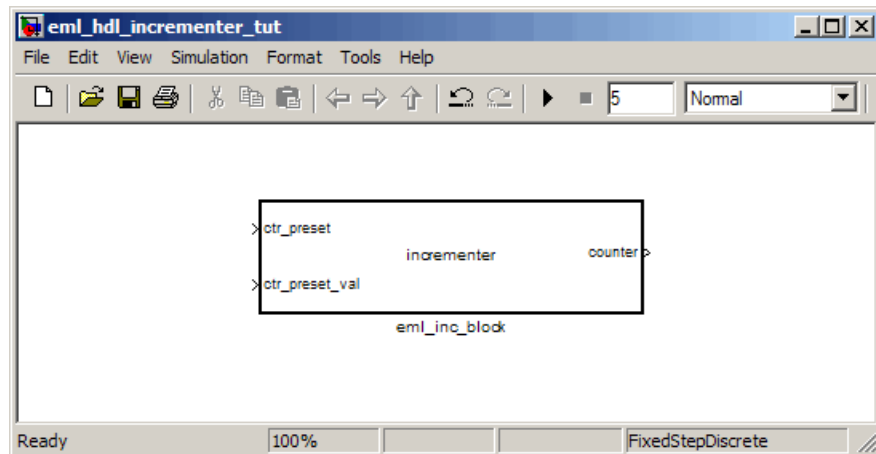 eml_hdl_incrementer_tut
File Edit View Simulation Format Tools Help
5 Normal
ctr_preset
incrementer counter
ctr_preset_val
eml_inc_block
Ready 100% FixedStepDiscrete